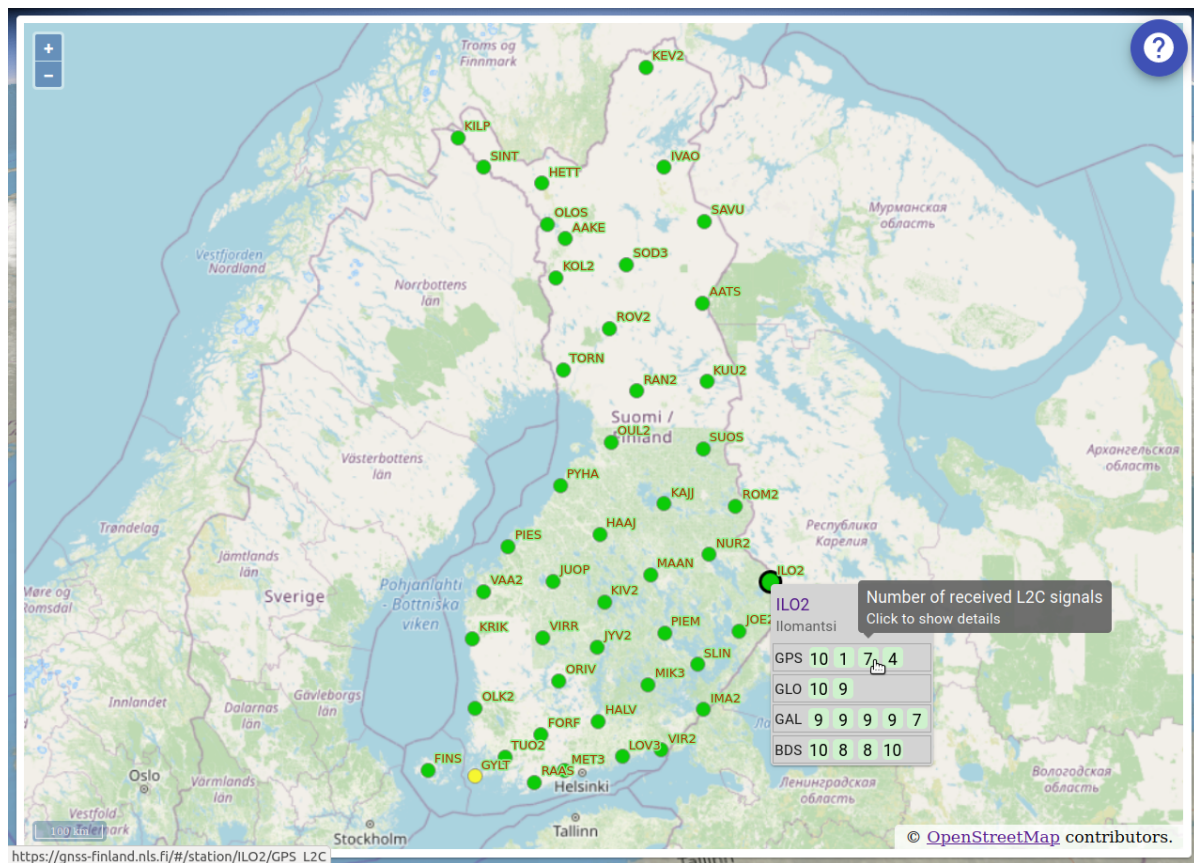 +
−
?
Troms og
Finnmark
KEV2
KILP
SINT
IVAO
HETT
OLOS
SAVU
AAKE
Мурманская
область
Vestfjorden
Nordland
SOD3
KOL2
Norrbottens
län
AATS
ROV2
TORN
KUU2
RAN2
Suomi /
Finland
OUL2
SUOS
Västerbottens
län
Архангельская
область
PYHA
KAJJ
ROM2
Trøndelag
HAAJ
Республика
Карелия
PIES
NUR2
Jämtlands
län
MAAN
JUOP
ILO2
VAA2
Pohjanlahti
- Bottniska
viken
Møre og
Romsdal
Sverige
KIV2
ILO2
Ilomantsi
Number of received L2C signals
Click to show details
KRIK
VIRR
PIEM
JOE2
JYV2
SLIN
GPS 10 1 7 4
ORIV
MIK3
GLO 10 9
Innlandet
Gävleborgs
län
Dalarnas
län
OLK2
HALV
IMA2
GAL 9 9 9 9 7
FORF
BDS 10 8 8 10
TUO2
LOV3
VIR2
FINS
GYLT
RAAS
MET3
Oslo
Värmlands
län
Helsinki
Ленинградская
область
Вологодская
область
Vestfold-
Telemark
100 km
Stockholm
Tallinn
© OpenStreetMap contributors.
https://gnss-finland.nls.fi/#/station/ILO2/GPS_L2C